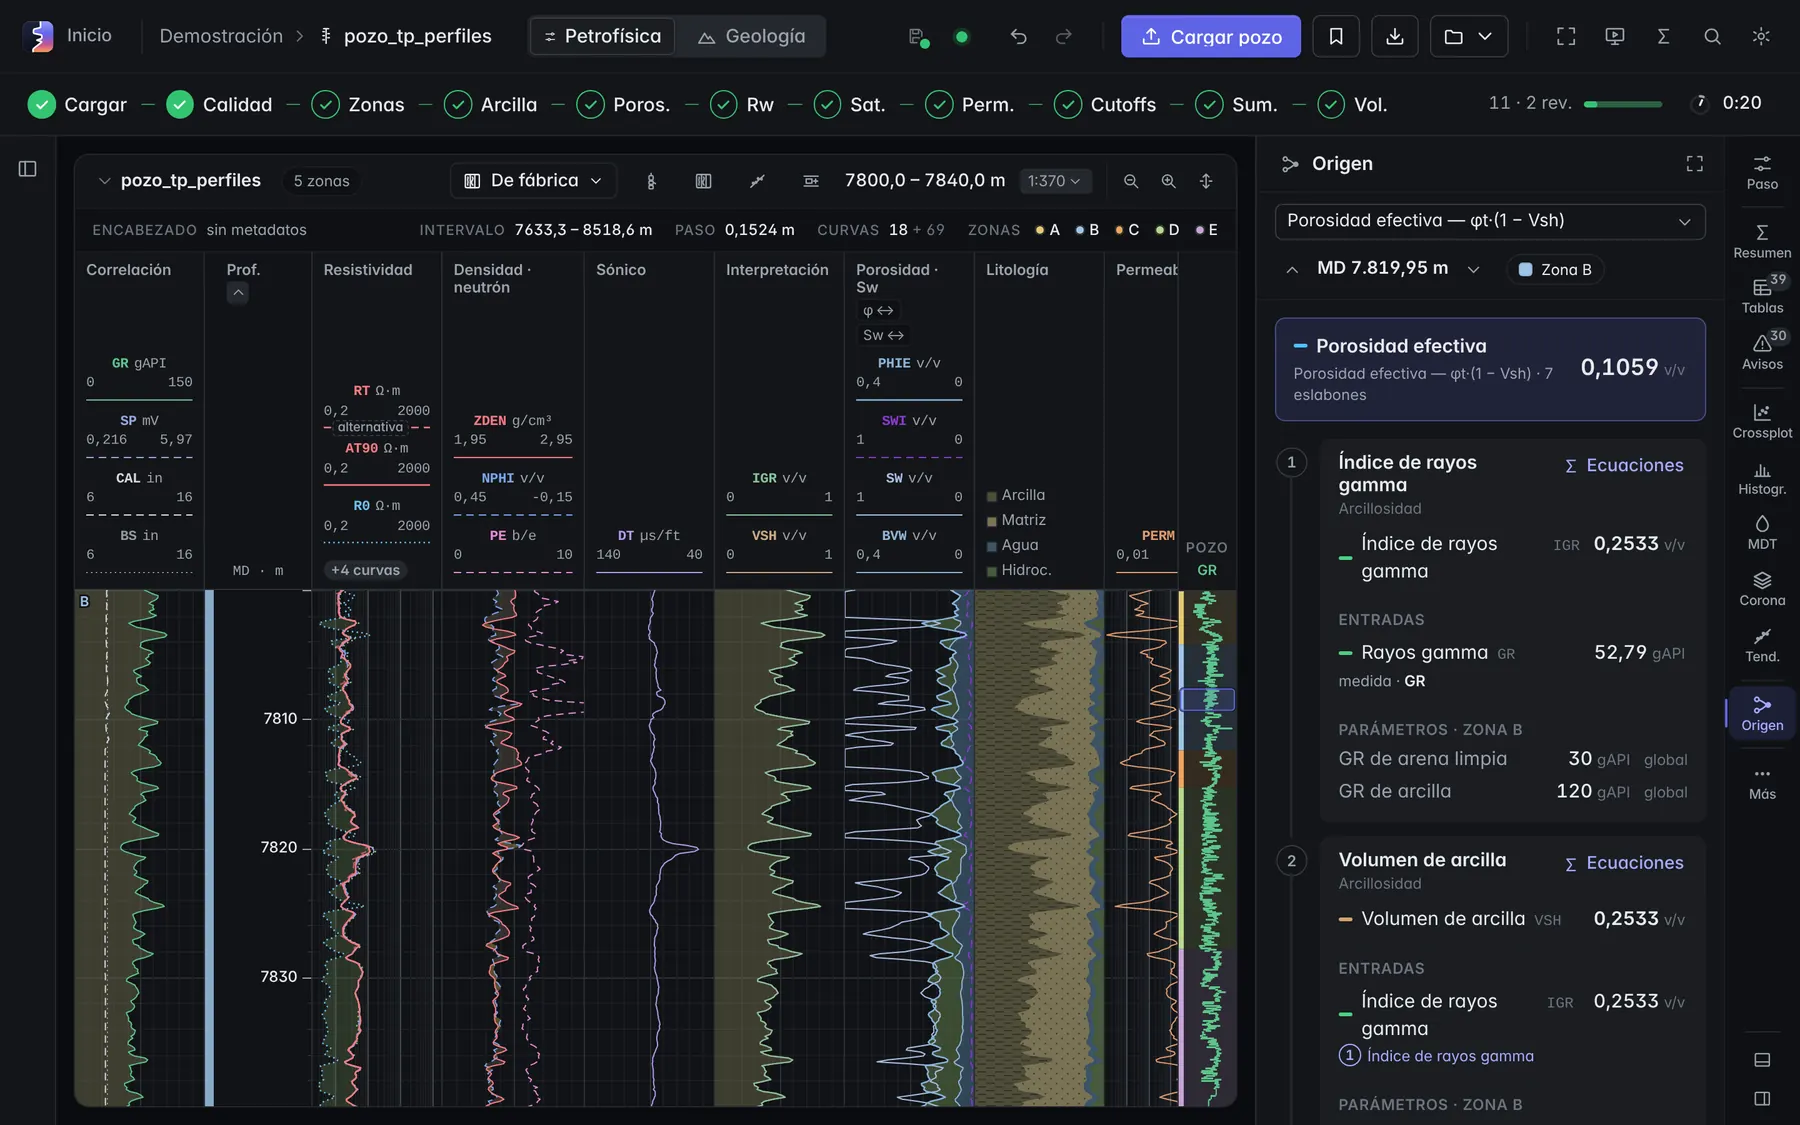 Inicio
Demostración
pozo_tp_perfiles
Petrofísica
Geología
Cargar pozo
Cargar
Calidad
Zonas
Arcilla
Poros.
Rw
Sat.
Perm.
Cutoffs
Sum.
Vol.
11 · 2 rev.
0:20
pozo_tp_perfiles
5 zonas
De fábrica
7800,0 – 7840,0 m
1:370
ENCABEZADO sin metadatos
INTERVALO 7633,3 – 8518,6 m
PASO 0,1524 m
CURVAS 18 + 69
ZONAS A B C D E
Correlación
Prof.
Resistividad
Densidad ·
neutrón
Sónico
Interpretación
Porosidad ·
Sw
Litología
Permeab
φ ↔
Sw ↔
GR gAPI
0 150
SP mV
0,216 5,97
CAL in
6 16
BS in
6 16
MD · m
RT Ω·m
0,2 2000
alternativa
AT90 Ω·m
0,2 2000
R0 Ω·m
0,2 2000
+4 curvas
ZDEN g/cm³
1,95 2,95
NPHI v/v
0,45 -0,15
PE b/e
0 10
DT µs/ft
140 40
IGR v/v
0 1
VSH v/v
0 1
PHIE v/v
0,4 0
SWI v/v
1 0
SW v/v
1 0
BVW v/v
0,4 0
Arcilla
Matriz
Agua
Hidroc.
PERM
0,01
POZO
GR
B
7810
7820
7830
Origen
Porosidad efectiva — φt·(1 − Vsh)
MD 7.819,95 m
Zona B
Porosidad efectiva
Porosidad efectiva — φt·(1 − Vsh) · 7
eslabones
0,1059 v/v
1
Índice de rayos
gamma
Σ Ecuaciones
Arcillosidad
Índice de rayos
gamma
IGR 0,2533 v/v
ENTRADAS
Rayos gamma GR 52,79 gAPI
medida · GR
PARÁMETROS · ZONA B
GR de arena limpia 30 gAPI global
GR de arcilla 120 gAPI global
2
Volumen de arcilla
Σ Ecuaciones
Arcillosidad
Volumen de arcilla VSH 0,2533 v/v
ENTRADAS
Índice de rayos
gamma
IGR 0,2533 v/v
1 Índice de rayos gamma
PARÁMETROS · ZONA B
Paso
Resumen
39
Tablas
30
Avisos
Crossplot
Histogr.
MDT
Corona
Tend.
Origen
Más